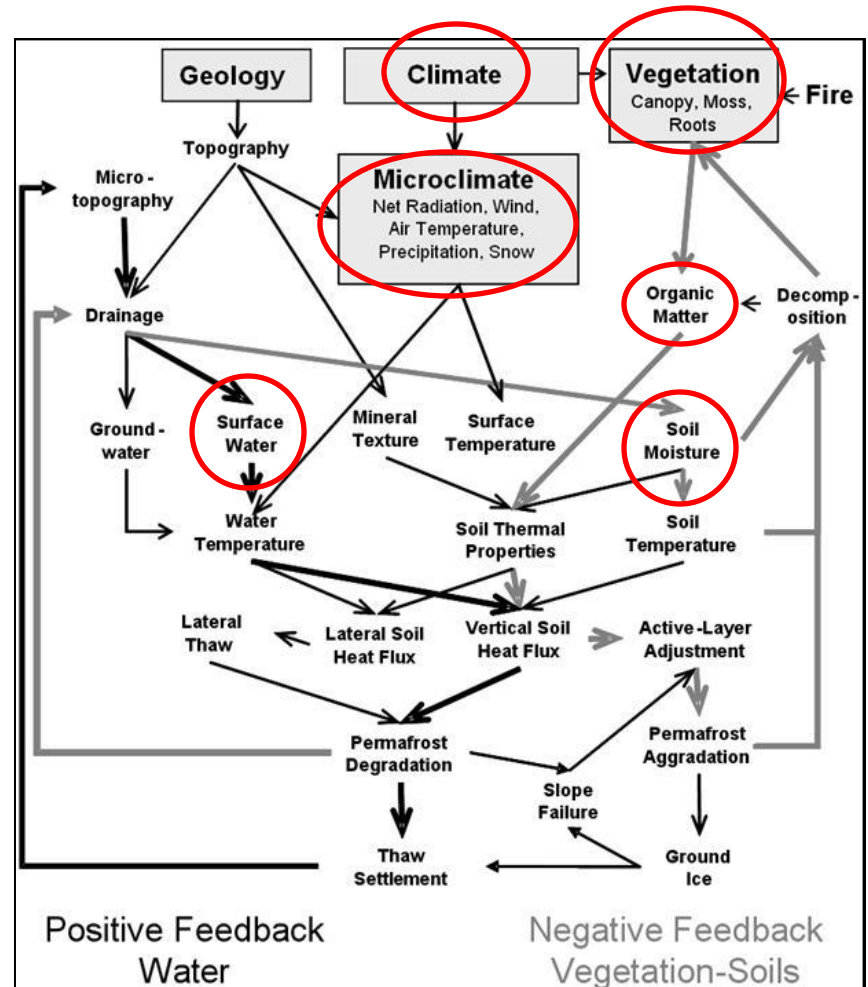 Geology
Climate
Vegetation
Canopy, Moss,
Roots
Fire
Topography
Micro-
topography
Microclimate
Net Radiation, Wind,
Air Temperature,
Precipitation, Snow
Drainage
Organic
Matter
Decomp-
osition
Ground-
water
Surface
Water
Mineral
Texture
Surface
Temperature
Soil
Moisture
Water
Temperature
Soil Thermal
Properties
Soil
Temperature
Lateral
Thaw
Lateral Soil
Heat Flux
Vertical Soil
Heat Flux
Active-Layer
Adjustment
Permafrost
Degradation
Slope
Failure
Permafrost
Aggradation
Thaw
Settlement
Ground
Ice
Positive Feedback
Water
Negative Feedback
Vegetation-Soils